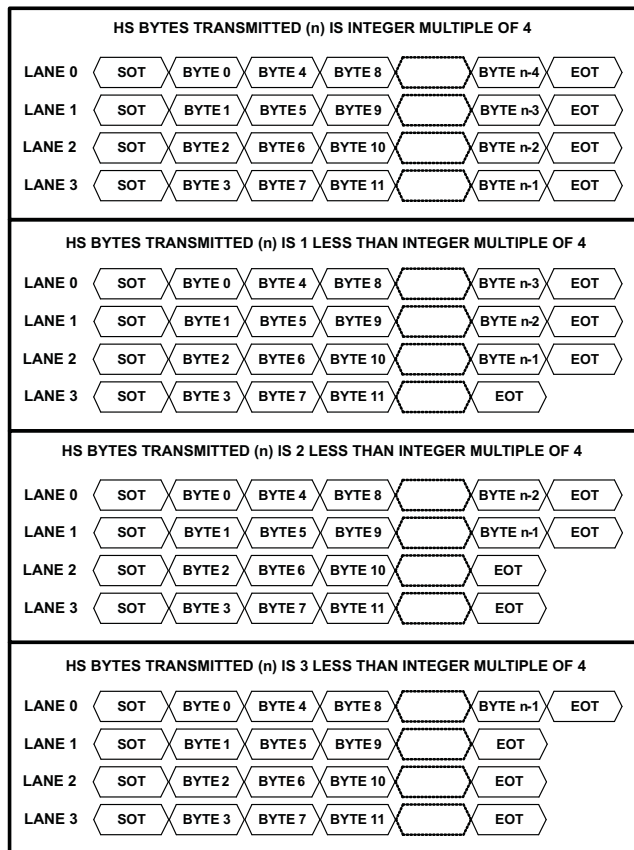 HS BYTES TRANSMITTED (n) IS INTEGER MULTIPLE OF 4
LANE 0 SOT BYTE 0 BYTE 4 BYTE 8 BYTE n-4 EOT
LANE 1 SOT BYTE 1 BYTE 5 BYTE 9 BYTE n-3 EOT
LANE 2 SOT BYTE 2 BYTE 6 BYTE 10 BYTE n-2 EOT
LANE 3 SOT BYTE 3 BYTE 7 BYTE 11 BYTE n-1 EOT
HS BYTES TRANSMITTED (n) IS 1 LESS THAN INTEGER MULTIPLE OF 4
LANE 0 SOT BYTE 0 BYTE 4 BYTE 8 BYTE n-3 EOT
LANE 1 SOT BYTE 1 BYTE 5 BYTE 9 BYTE n-2 EOT
LANE 2 SOT BYTE 2 BYTE 6 BYTE 10 BYTE n-1 EOT
LANE 3 SOT BYTE 3 BYTE 7 BYTE 11 EOT
HS BYTES TRANSMITTED (n) IS 2 LESS THAN INTEGER MULTIPLE OF 4
LANE 0 SOT BYTE 0 BYTE 4 BYTE 8 BYTE n-2 EOT
LANE 1 SOT BYTE 1 BYTE 5 BYTE 9 BYTE n-1 EOT
LANE 2 SOT BYTE 2 BYTE 6 BYTE 10 EOT
LANE 3 SOT BYTE 3 BYTE 7 BYTE 11 EOT
HS BYTES TRANSMITTED (n) IS 3 LESS THAN INTEGER MULTIPLE OF 4
LANE 0 SOT BYTE 0 BYTE 4 BYTE 8 BYTE n-1 EOT
LANE 1 SOT BYTE 1 BYTE 5 BYTE 9 EOT
LANE 2 SOT BYTE 2 BYTE 6 BYTE 10 EOT
LANE 3 SOT BYTE 3 BYTE 7 BYTE 11 EOT